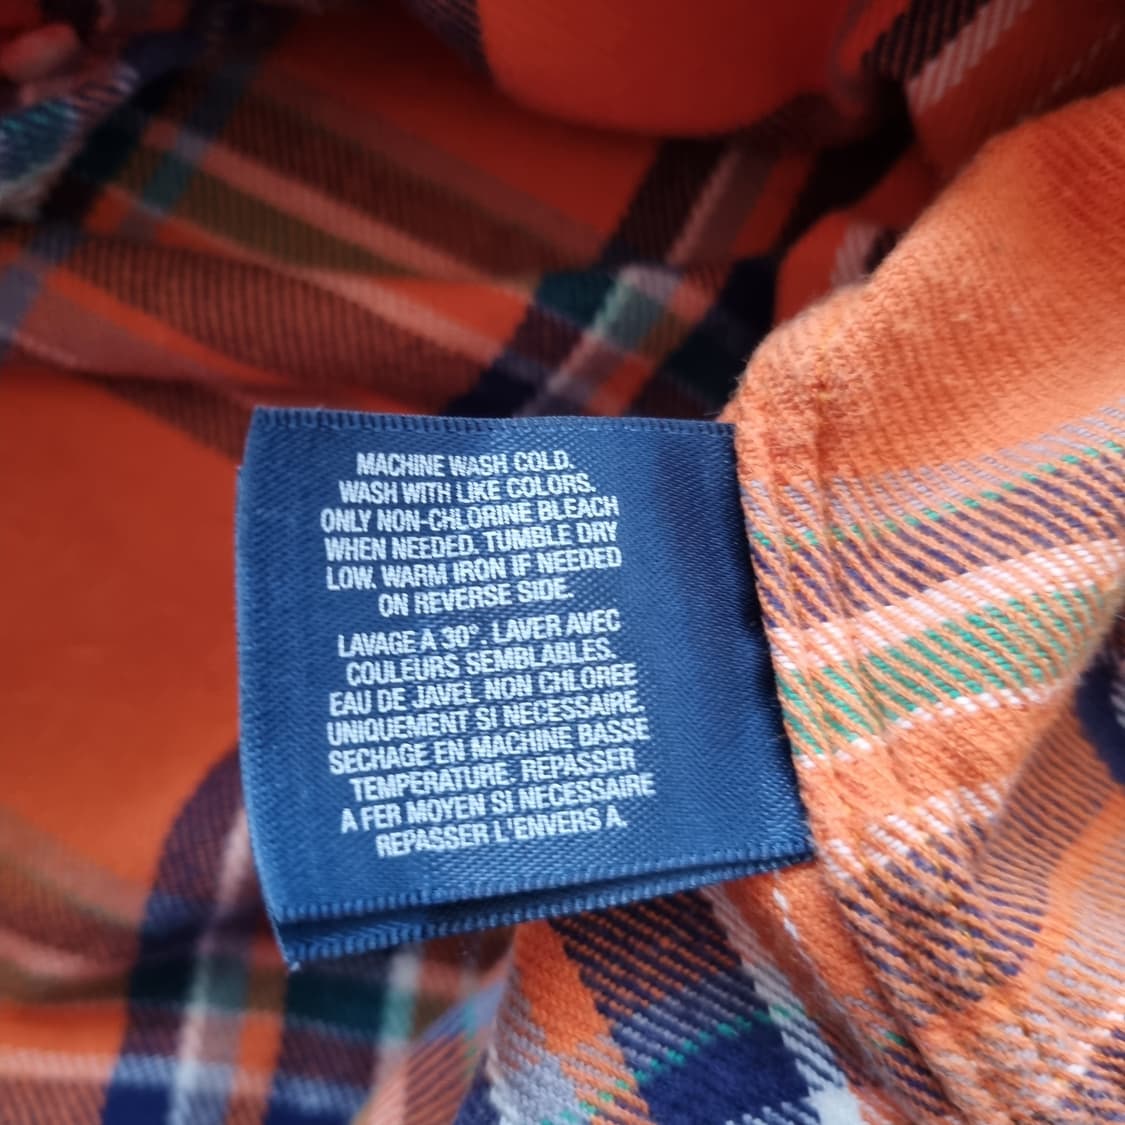 MACHINE WASH COLD.
WASH WITH LIKE COLORS.
ONLY NON-CHLORINE BLEACH
WHEN NEEDED. TUMBLE DRY
LOW. WARM IRON IF NEEDED
ON REVERSE SIDE.
LAVAGE A 30°. LAVER AVEC
COULEURS SEMBLABLES.
EAU DE JAVEL NON CHLOREE
UNIQUEMENT SI NECESSAIRE.
SECHAGE EN MACHINE BASSE
TEMPERATURE. REPASSER
A FER MOYEN SI NECESSAIRE
REPASSER L'ENVERS A.